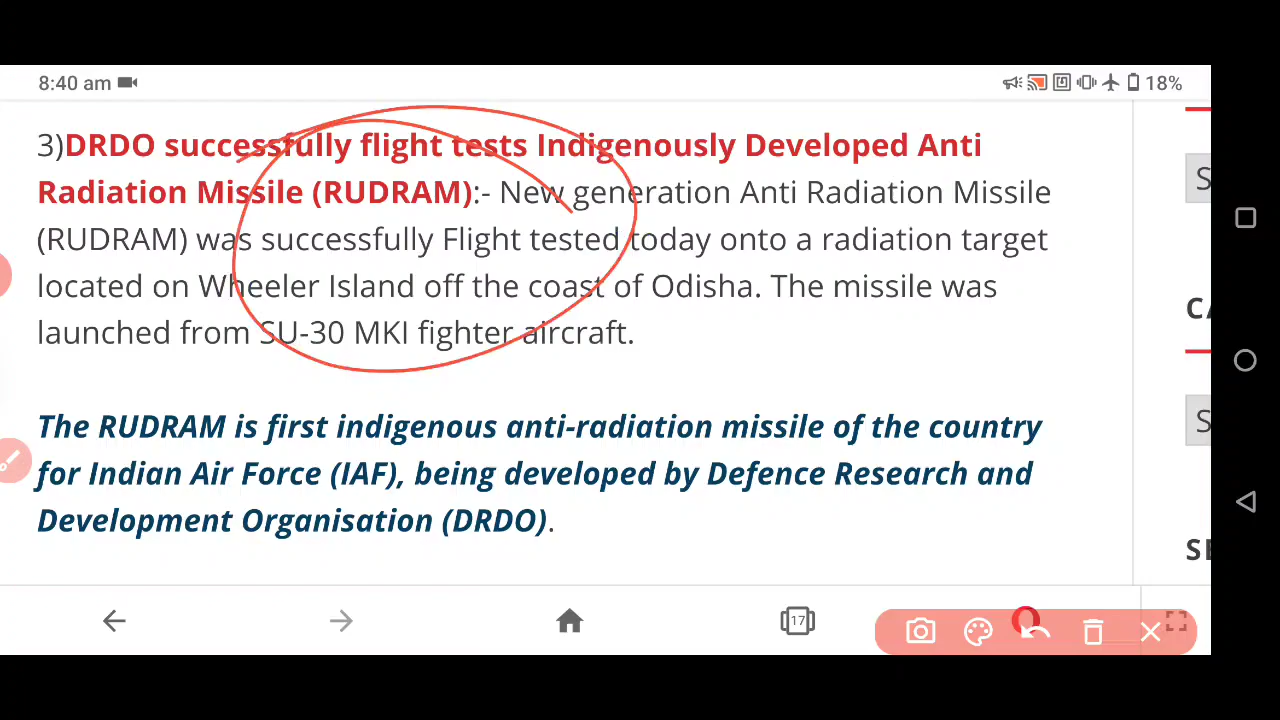 8:40 am
18%
3)DRDO successfully flight tests Indigenously Developed Anti
Radiation Missile (RUDRAM):- New generation Anti Radiation Missile
(RUDRAM) was successfully Flight tested today onto a radiation target
located on Wheeler Island off the coast of Odisha. The missile was
launched from SU-30 MKI fighter aircraft.
The RUDRAM is first indigenous anti-radiation missile of the country
for Indian Air Force (IAF), being developed by Defence Research and
Development Organisation (DRDO).
S
CA
S
SE
17